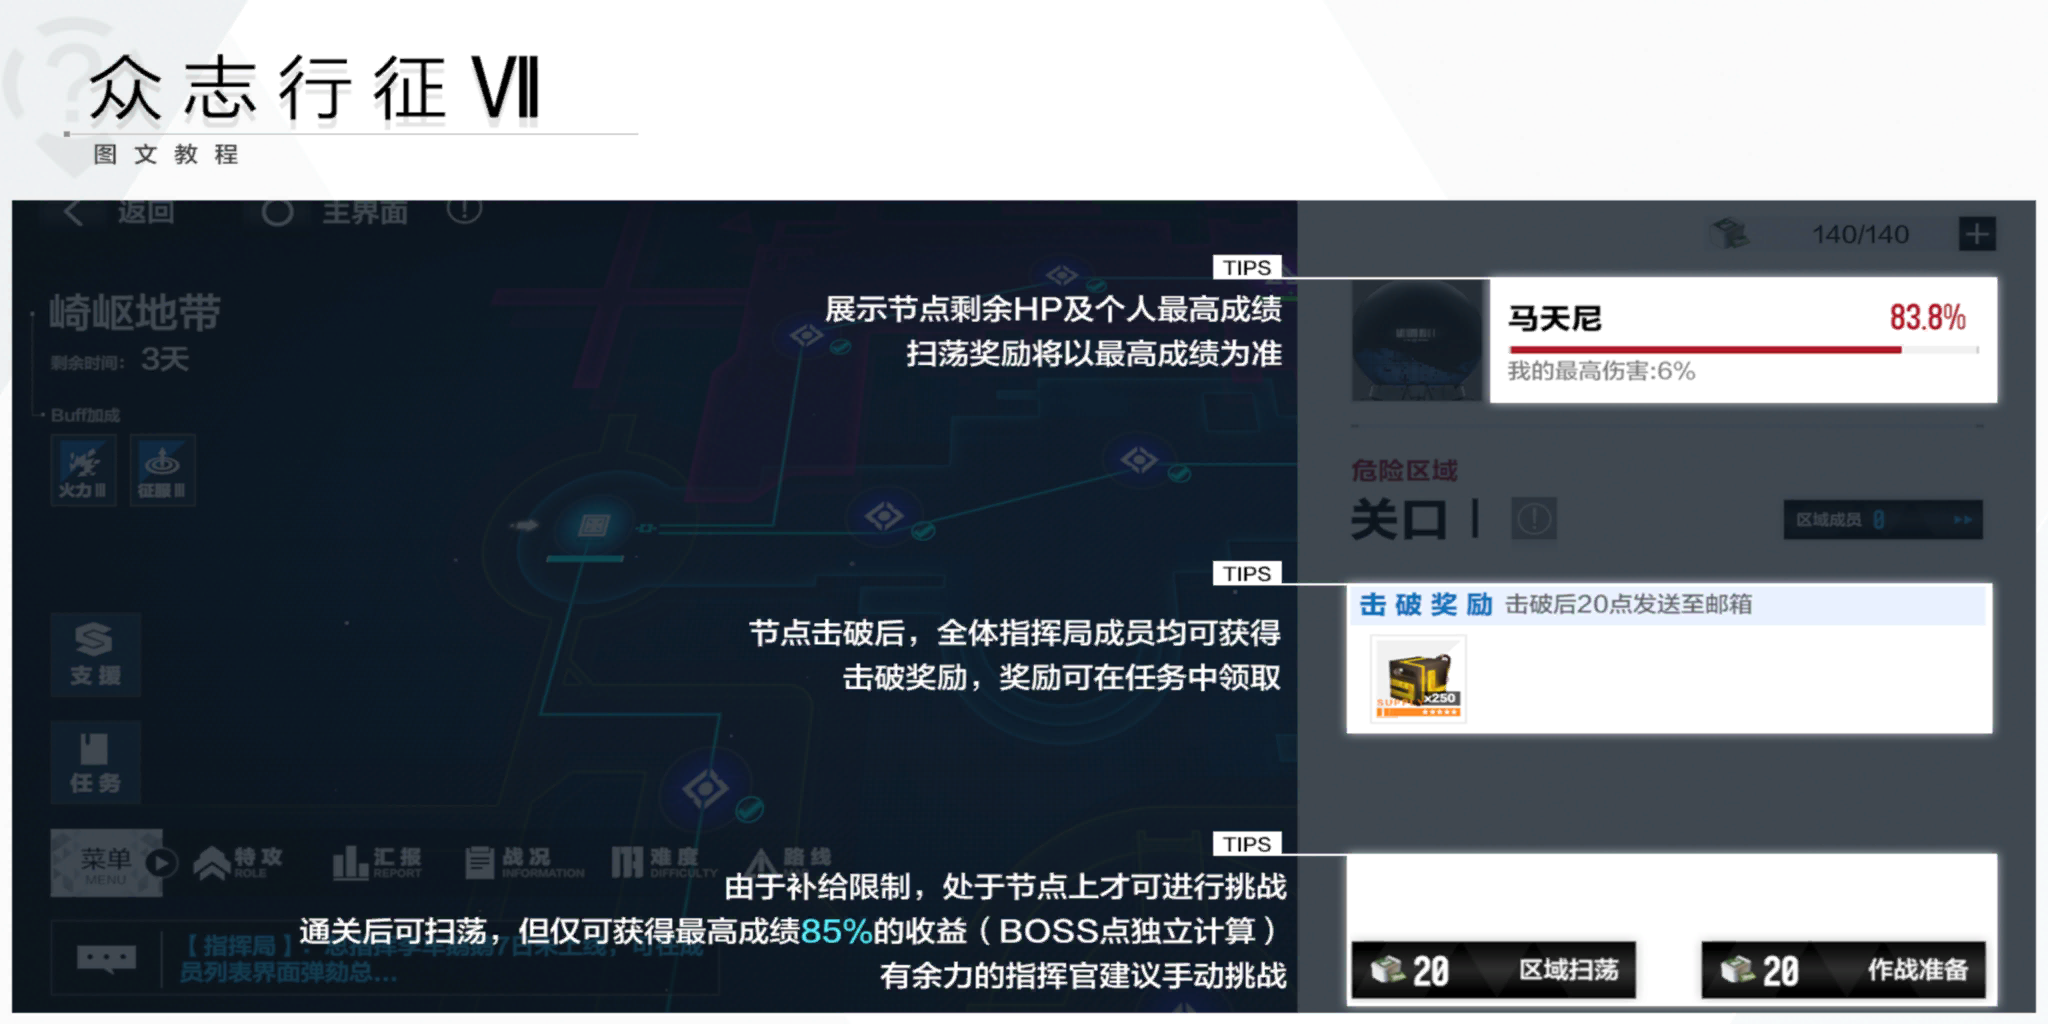 众志行征Ⅶ
图文教程
返回 主界面
140/140
崎岖地带
剩余时间: 3天
Buff加成
火力Ⅲ 征服Ⅲ
TIPS
展示节点剩余HP及个人最高成绩
扫荡奖励将以最高成绩为准
马天尼 83.8%
我的最高伤害:6%
危险区域
关口Ⅰ
区域成员 0
TIPS
节点击破后，全体指挥局成员均可获得
击破奖励，奖励可在任务中领取
击破奖励 击破后20点发送至邮箱
x250
支援
任务
菜单
MENU
特攻
ROLE
汇报
REPORT
战况
INFORMATION
难度
DIFFICULTY
路线
TIPS
由于补给限制，处于节点上才可进行挑战
通关后可扫荡，但仅可获得最高成绩85%的收益（BOSS点独立计算）
有余力的指挥官建议手动挑战
【指挥局】
员列表界面弹劾总...
20 区域扫荡
20 作战准备